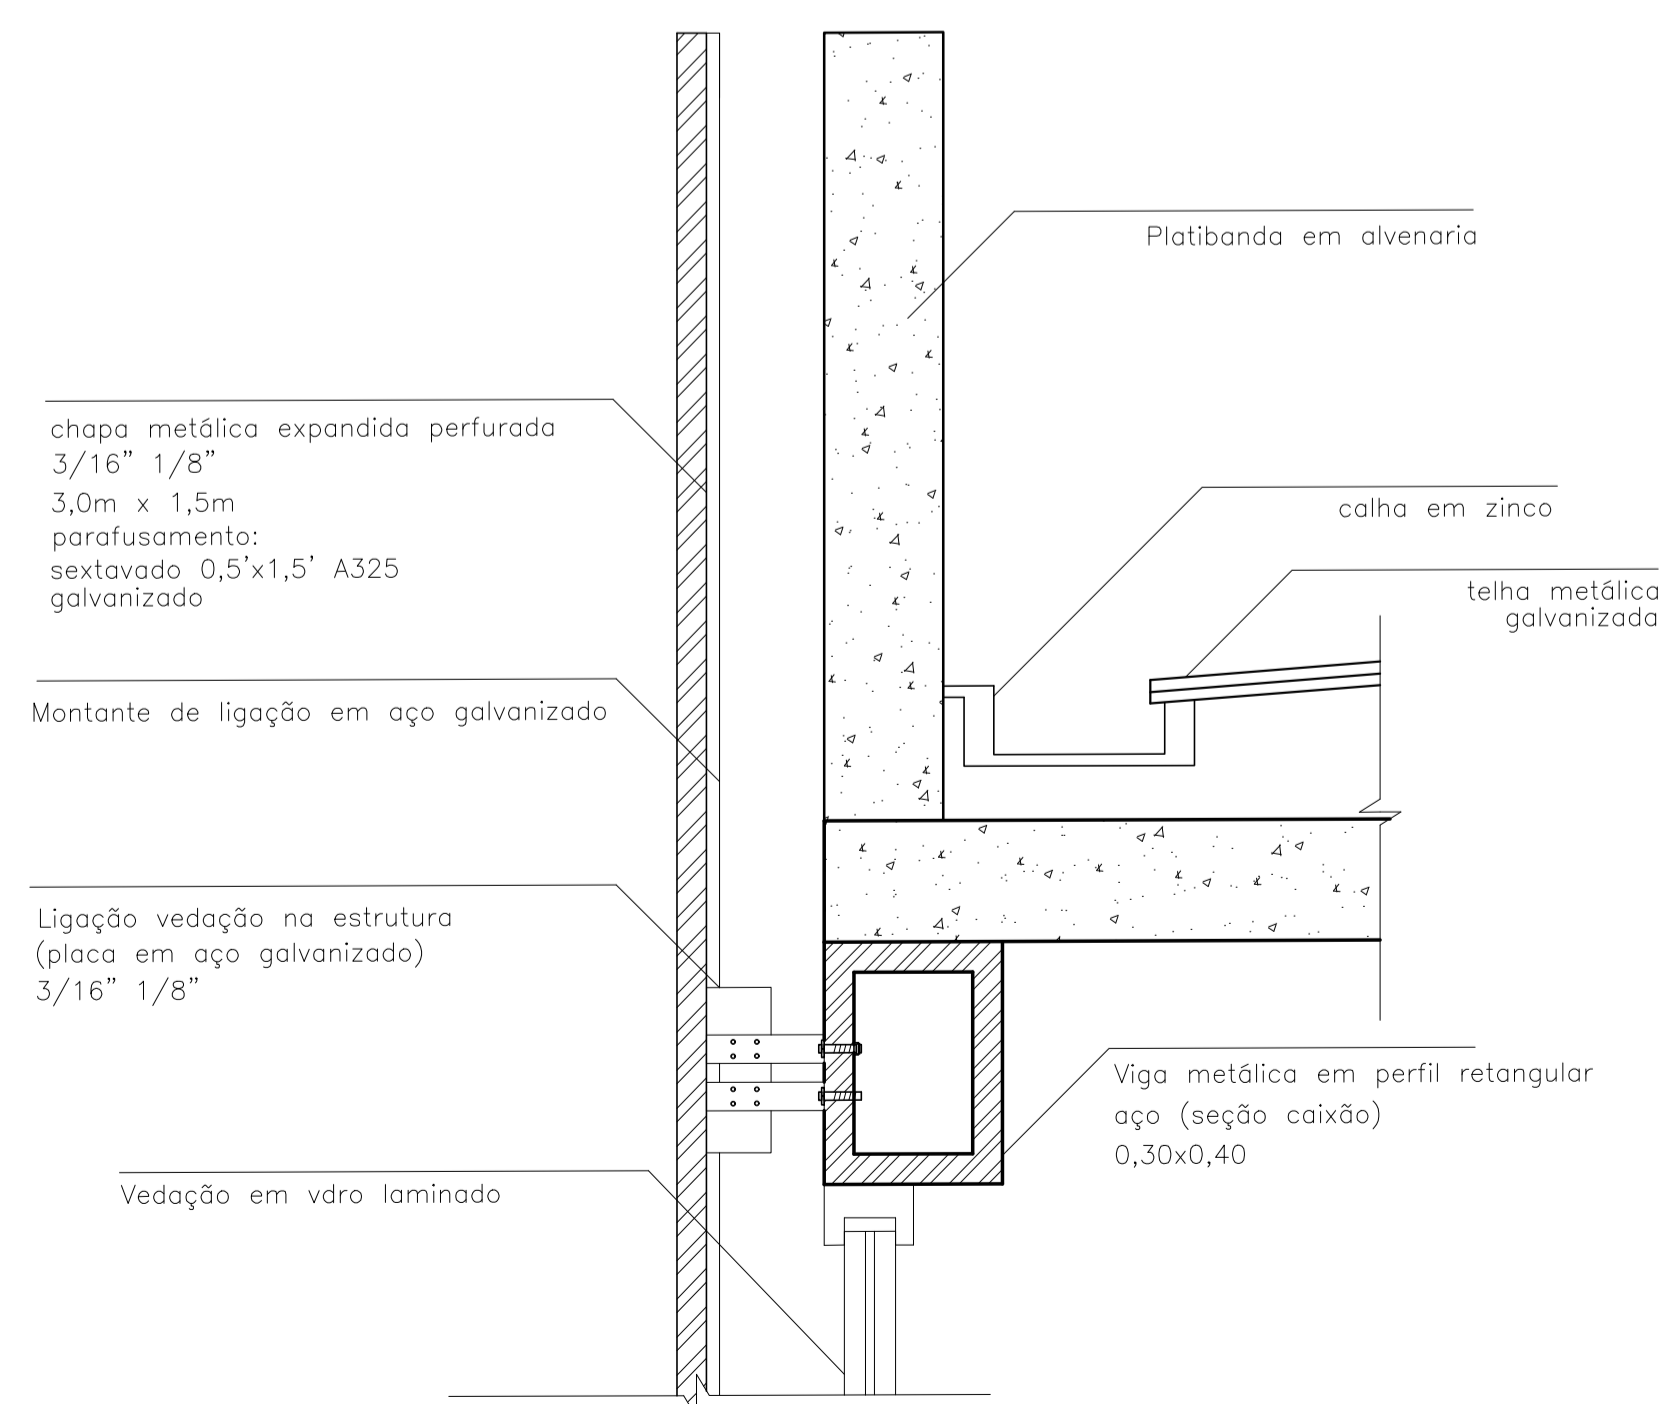 Platibanda em alvenaria
chapa metálica expandida perfurada
3/16" 1/8"
3,0m x 1,5m
parafusamento:
sextavado 0,5'x1,5' A325
galvanizado
calha em zinco
telha metálica
galvanizada
Montante de ligação em aço galvanizado
Ligação vedação na estrutura
(placa em aço galvanizado)
3/16" 1/8"
Viga metálica em perfil retangular
aço (seção caixão)
0,30x0,40
Vedação em vdro laminado